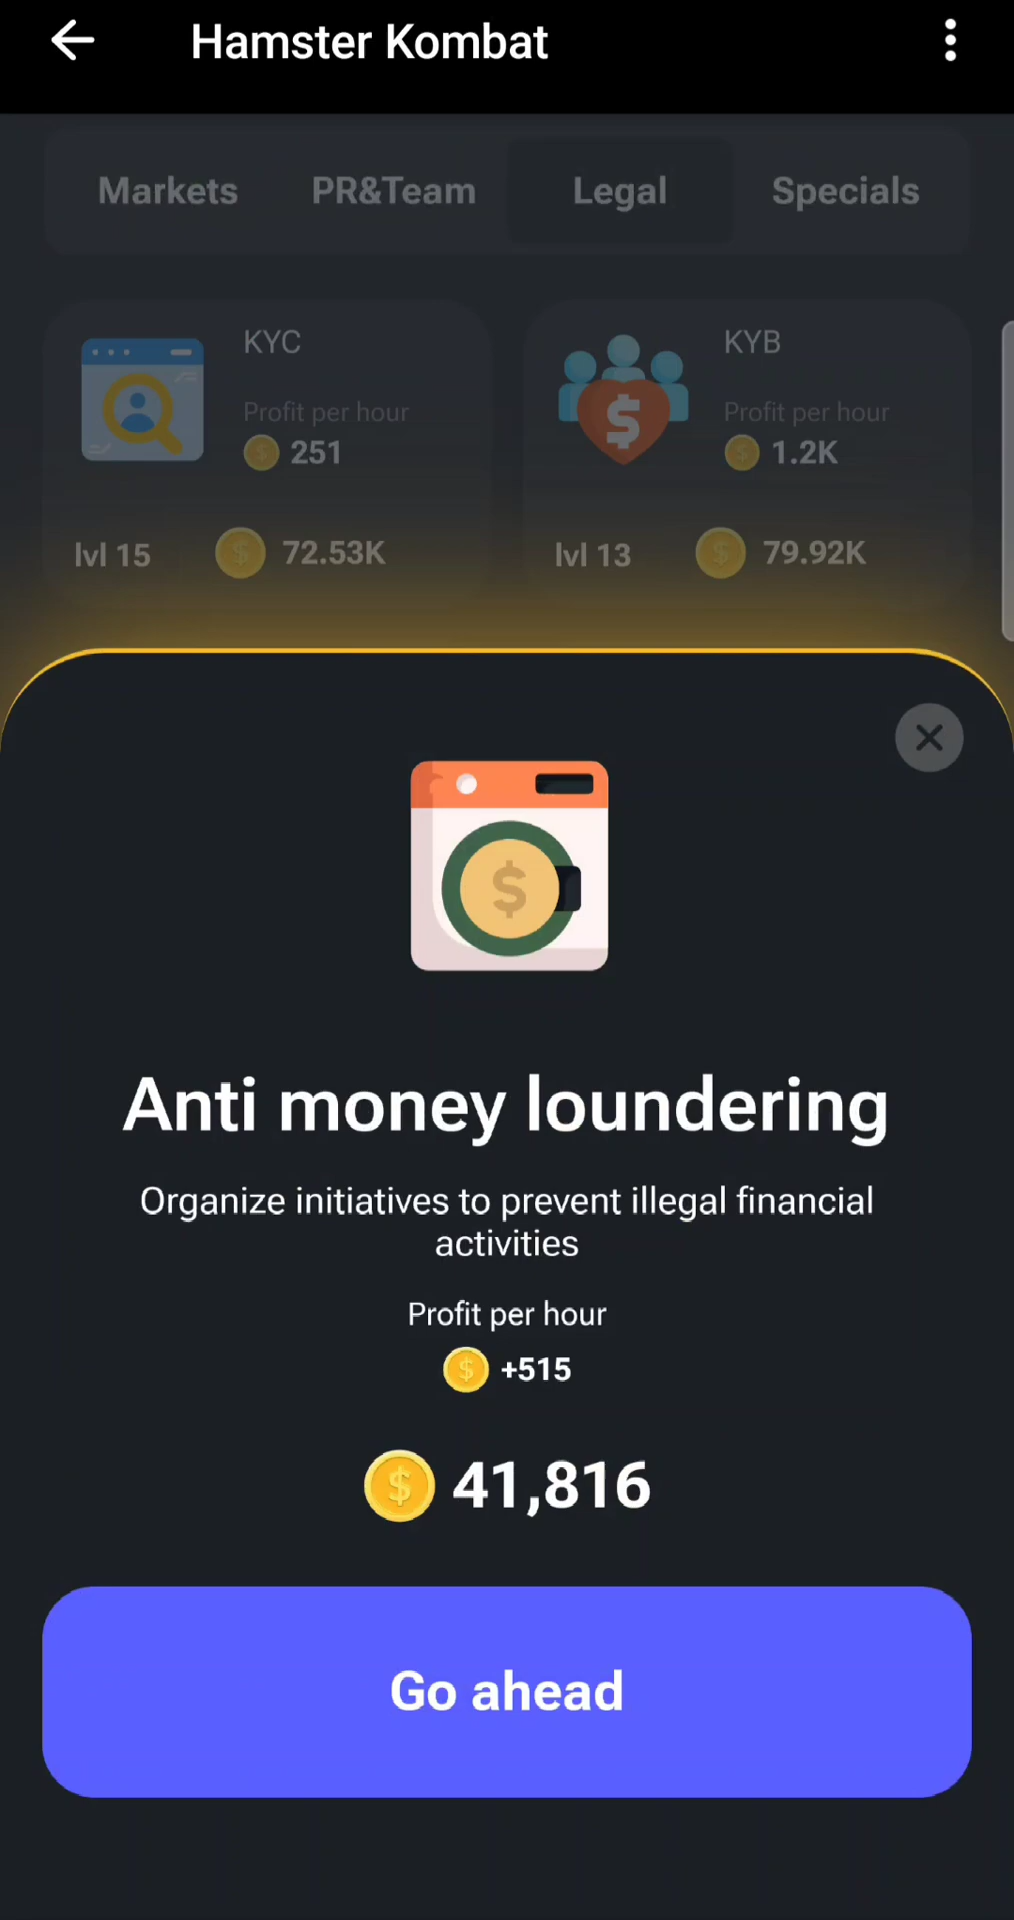 Hamster Kombat
Markets PR&Team Legal Specials
KYC
Profit per hour
251
lvl 15 72.53K
KYB
Profit per hour
1.2K
lvl 13 79.92K
Anti money loundering
Organize initiatives to prevent illegal financial
activities
Profit per hour
+515
41,816
Go ahead